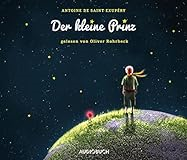 ANTOINE DE SAINT-EXUPÉRY
Der kleine Prinz
gelesen von Oliver Rohrbeck
AUDIOBUCH